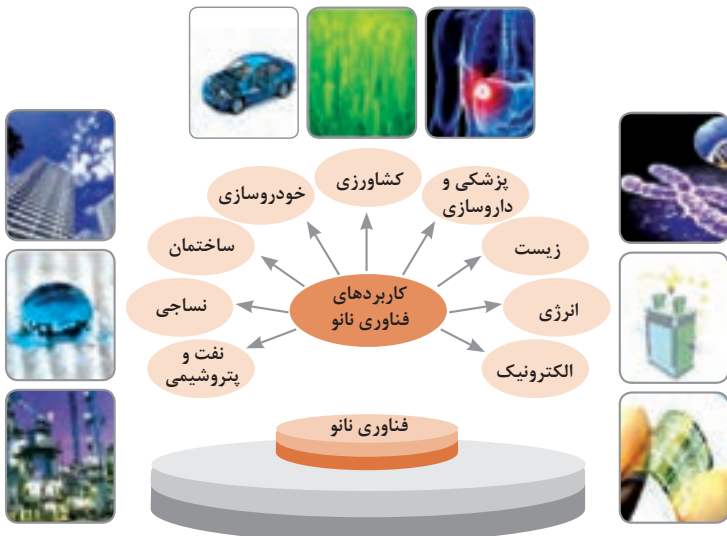 پزشکی و
داروسازی
کشاورزی
خودروسازی
زیست
ساختمان
کاربردهای
فناوری نانو
انرژی
نساجی
الکترونیک
نفت و
پتروشیمی
فناوری نانو